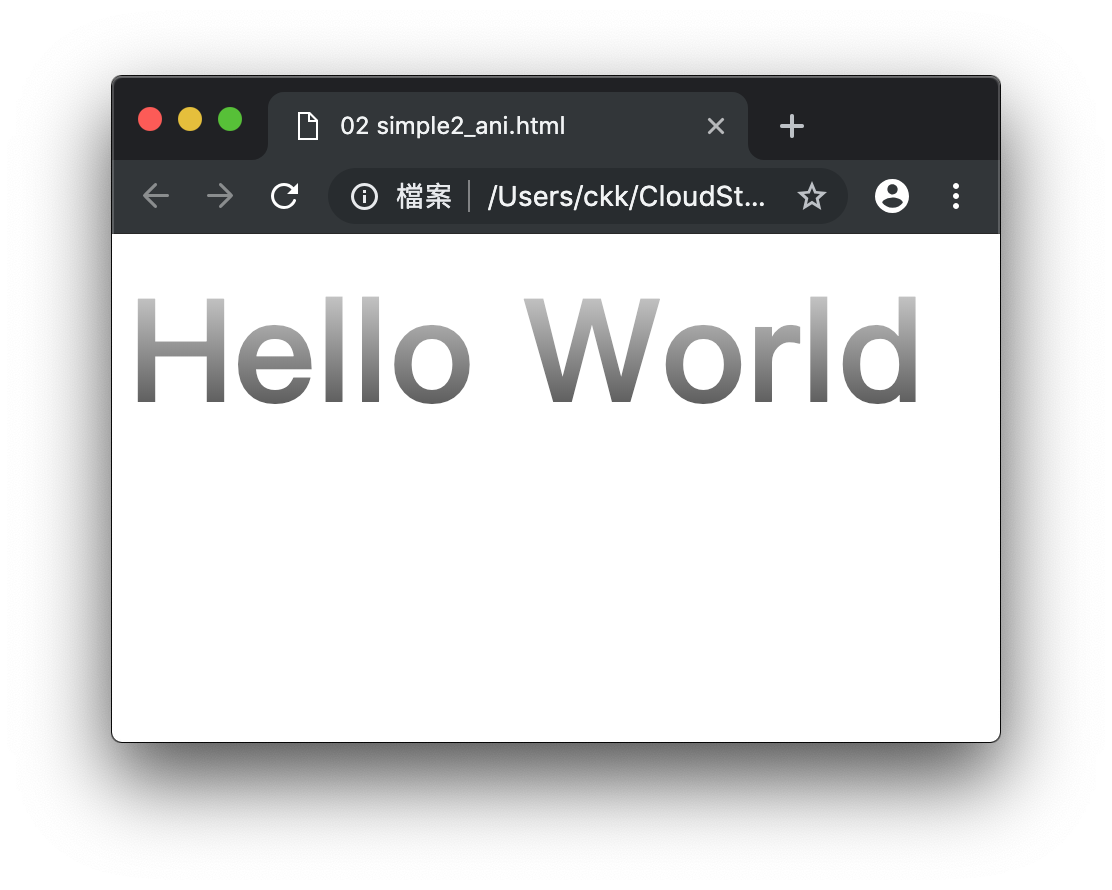 02 simple2_ani.html
檔案 /Users/ckk/CloudSt...
Hello World